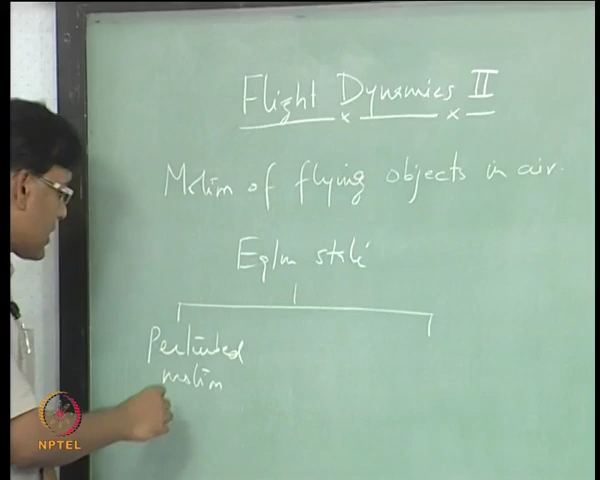 Flight Dynamics II
Motion of flying objects in air.
Eqlm state
Perturbed
motion
NPTEL